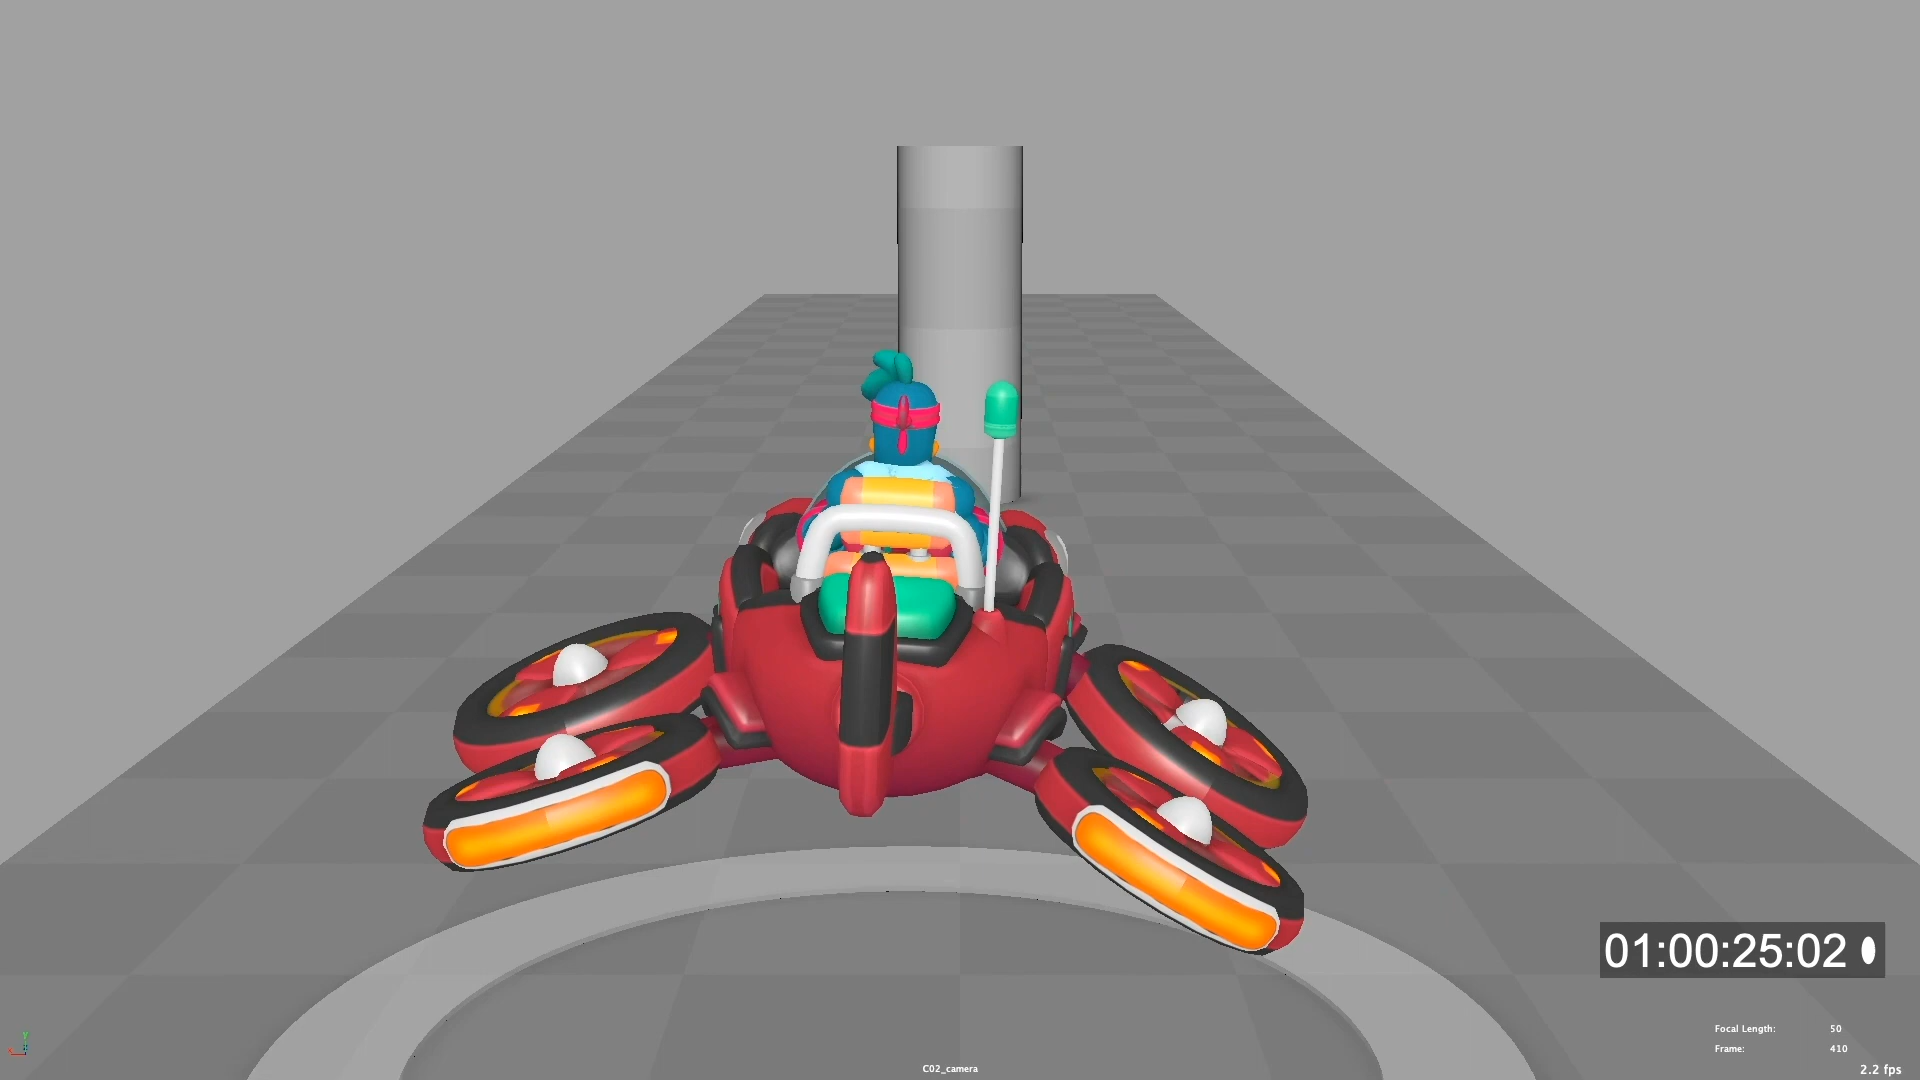 01:00:25:02
Focal Length: 50
Frame: 410
C02_camera
2.2 fps